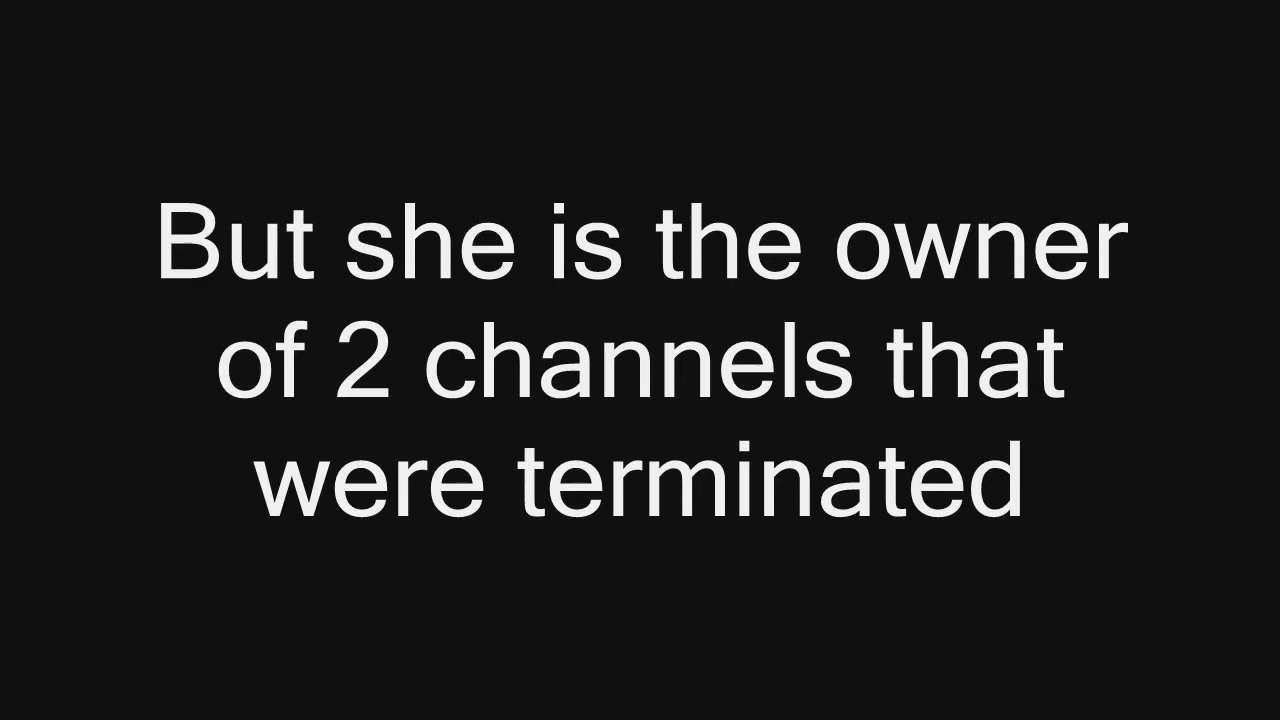 But she is the owner
of 2 channels that
were terminated